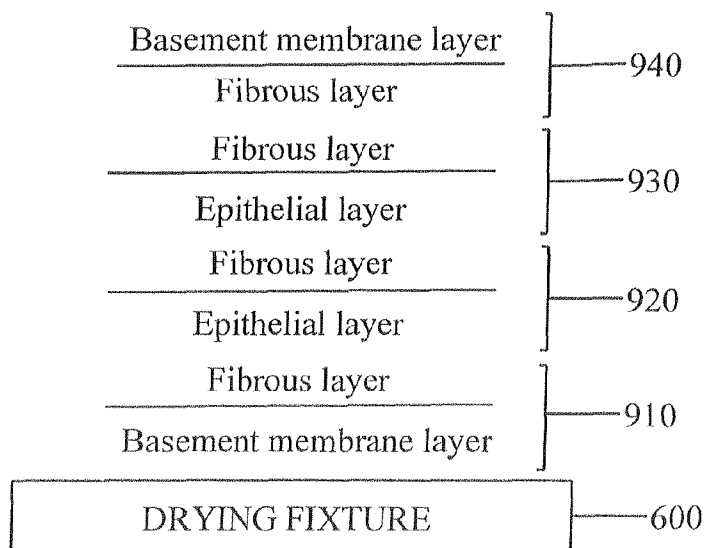 Basement membrane layer
Fibrous layer
940
Fibrous layer
Epithelial layer
930
Fibrous layer
Epithelial layer
920
Fibrous layer
Basement membrane layer
910
DRYING FIXTURE
600